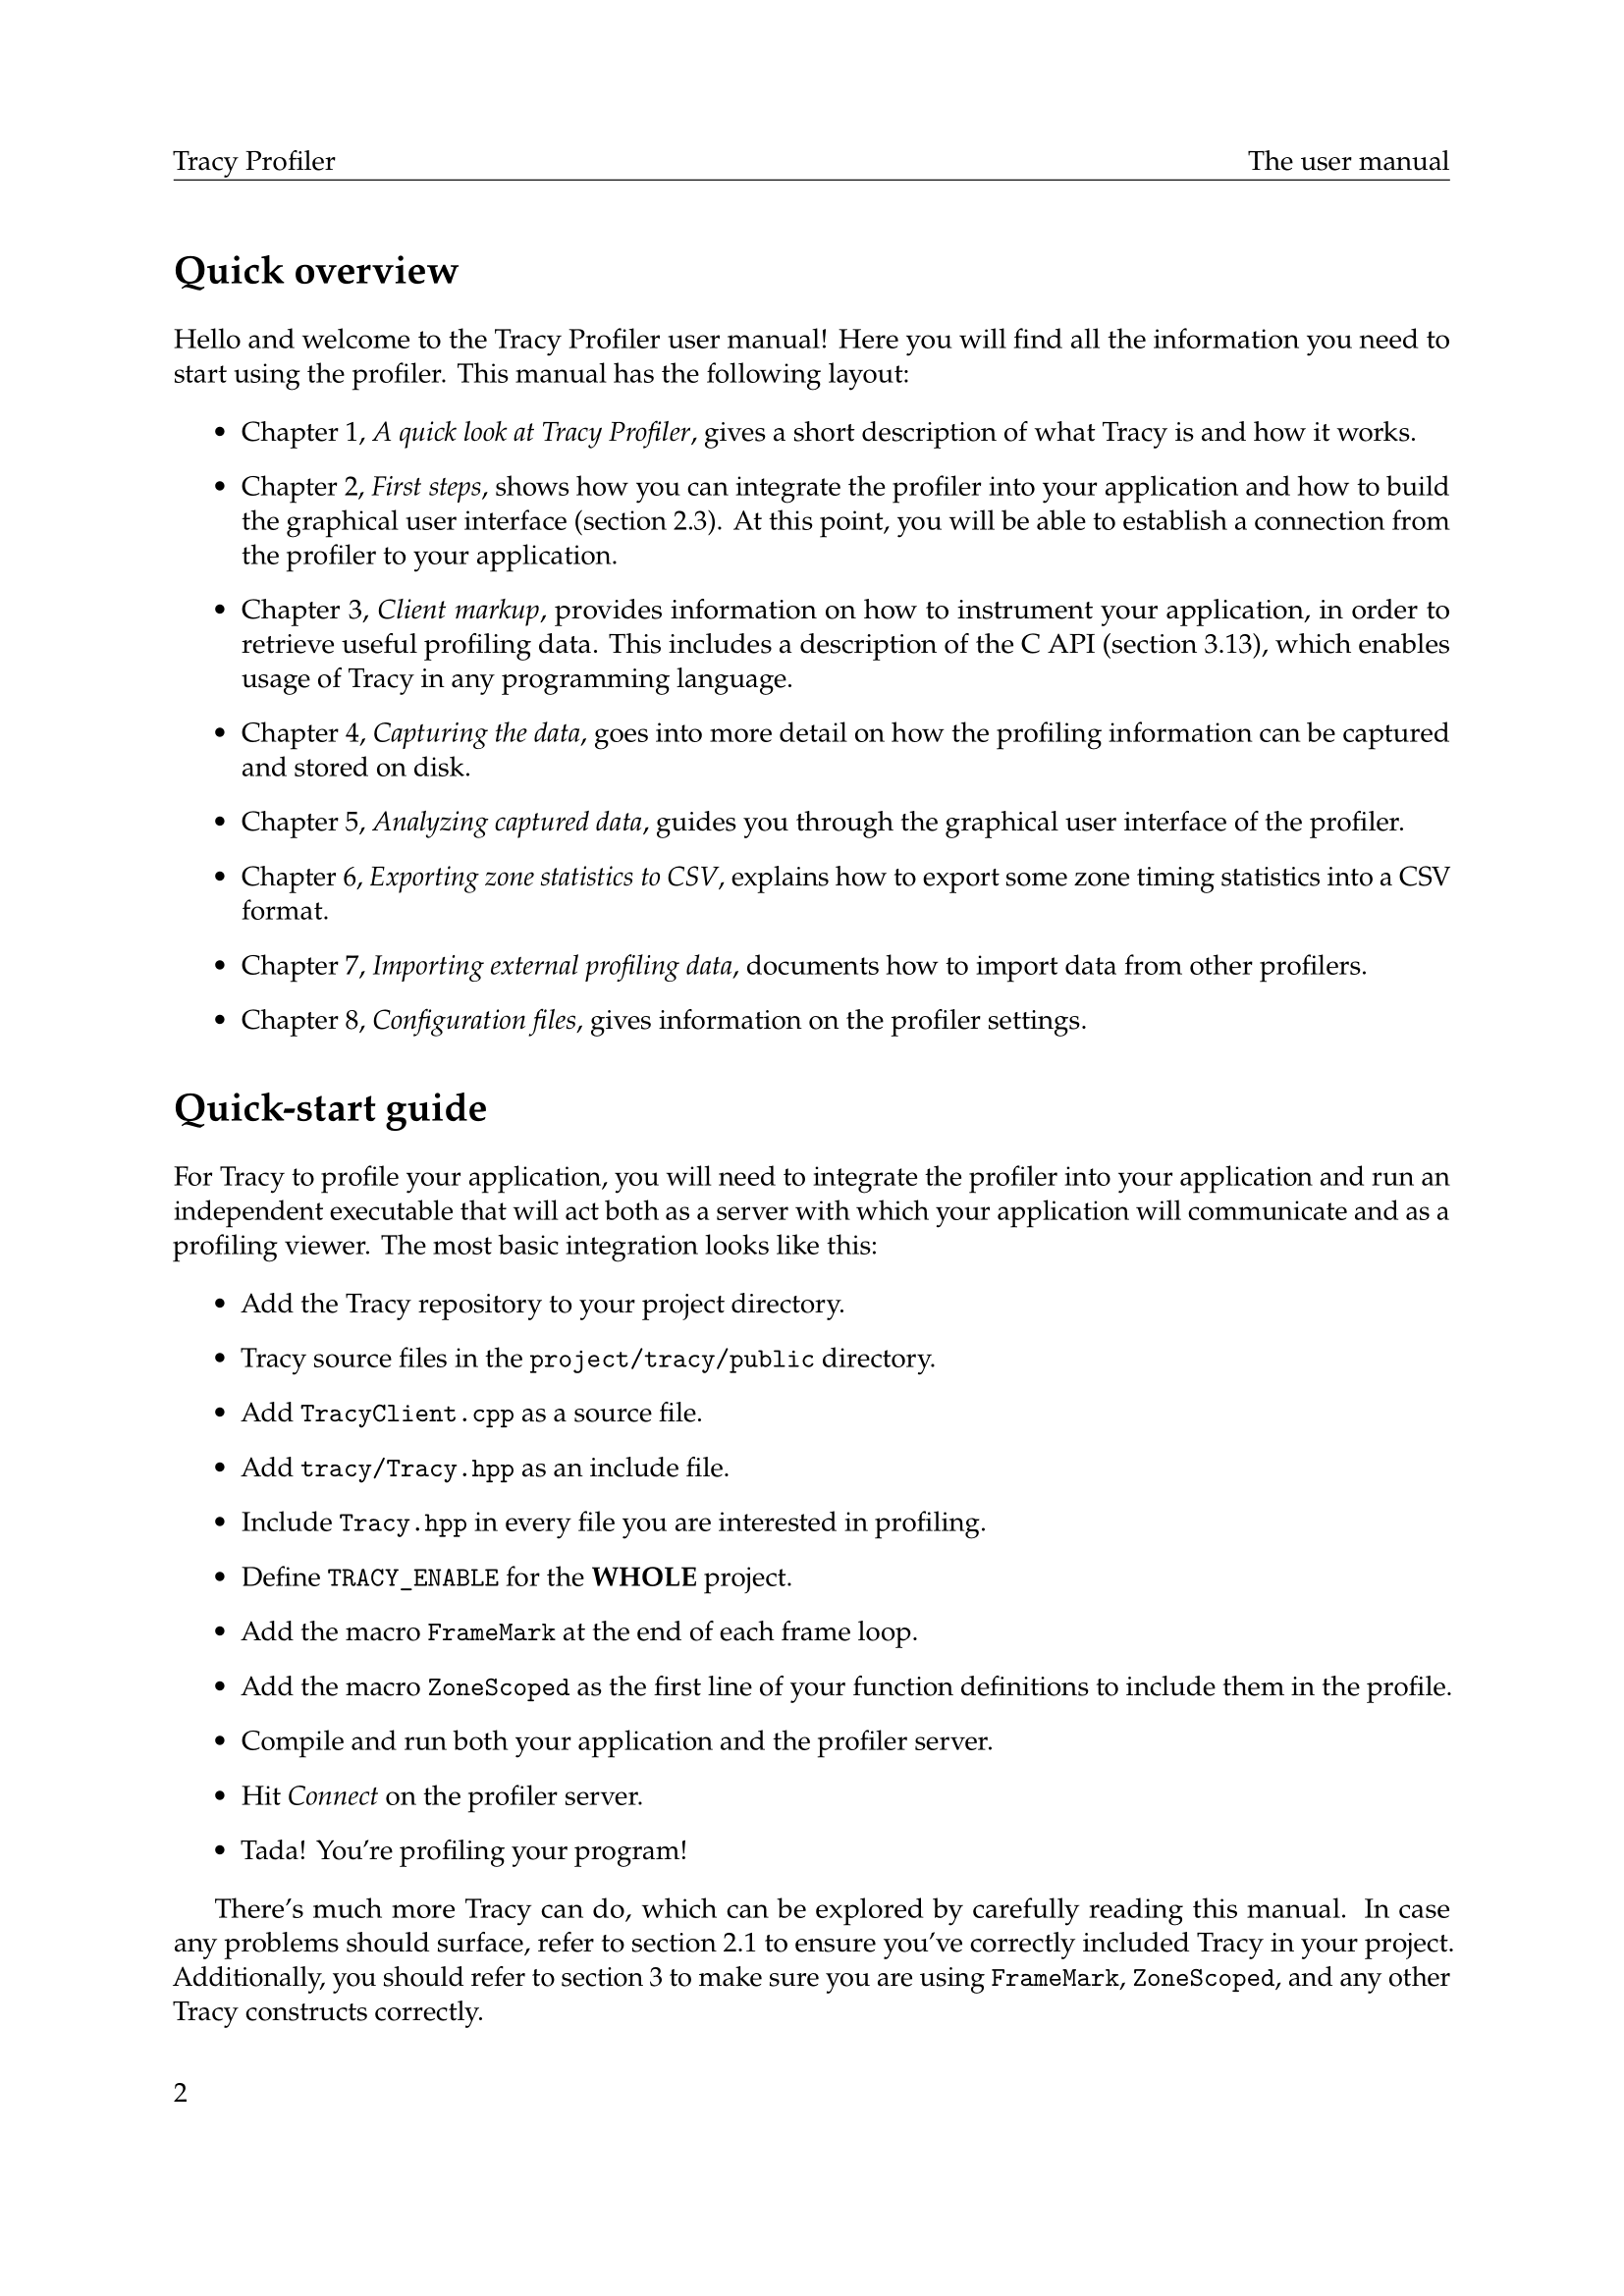 Tracy Profiler The user manual
Quick overview
Hello and welcome to the Tracy Profiler user manual! Here you will find all the information you need to
start using the profiler. This manual has the following layout:
• Chapter 1, A quick look at Tracy Profiler, gives a short description of what Tracy is and how it works.
• Chapter 2, First steps, shows how you can integrate the profiler into your application and how to build
the graphical user interface (section 2.3). At this point, you will be able to establish a connection from
the profiler to your application.
• Chapter 3, Client markup, provides information on how to instrument your application, in order to
retrieve useful profiling data. This includes a description of the C API (section 3.13), which enables
usage of Tracy in any programming language.
• Chapter 4, Capturing the data, goes into more detail on how the profiling information can be captured
and stored on disk.
• Chapter 5, Analyzing captured data, guides you through the graphical user interface of the profiler.
• Chapter 6, Exporting zone statistics to CSV, explains how to export some zone timing statistics into a CSV
format.
• Chapter 7, Importing external profiling data, documents how to import data from other profilers.
• Chapter 8, Configuration files, gives information on the profiler settings.
Quick-start guide
For Tracy to profile your application, you will need to integrate the profiler into your application and run an
independent executable that will act both as a server with which your application will communicate and as a
profiling viewer. The most basic integration looks like this:
• Add the Tracy repository to your project directory.
• Tracy source files in the project/tracy/public directory.
• Add TracyClient.cpp as a source file.
• Add tracy/Tracy.hpp as an include file.
• Include Tracy.hpp in every file you are interested in profiling.
• Define TRACY_ENABLE for the WHOLE project.
• Add the macro FrameMark at the end of each frame loop.
• Add the macro ZoneScoped as the first line of your function definitions to include them in the profile.
• Compile and run both your application and the profiler server.
• Hit Connect on the profiler server.
• Tada! You're profiling your program!
There's much more Tracy can do, which can be explored by carefully reading this manual. In case
any problems should surface, refer to section 2.1 to ensure you've correctly included Tracy in your project.
Additionally, you should refer to section 3 to make sure you are using FrameMark, ZoneScoped, and any other
Tracy constructs correctly.
2